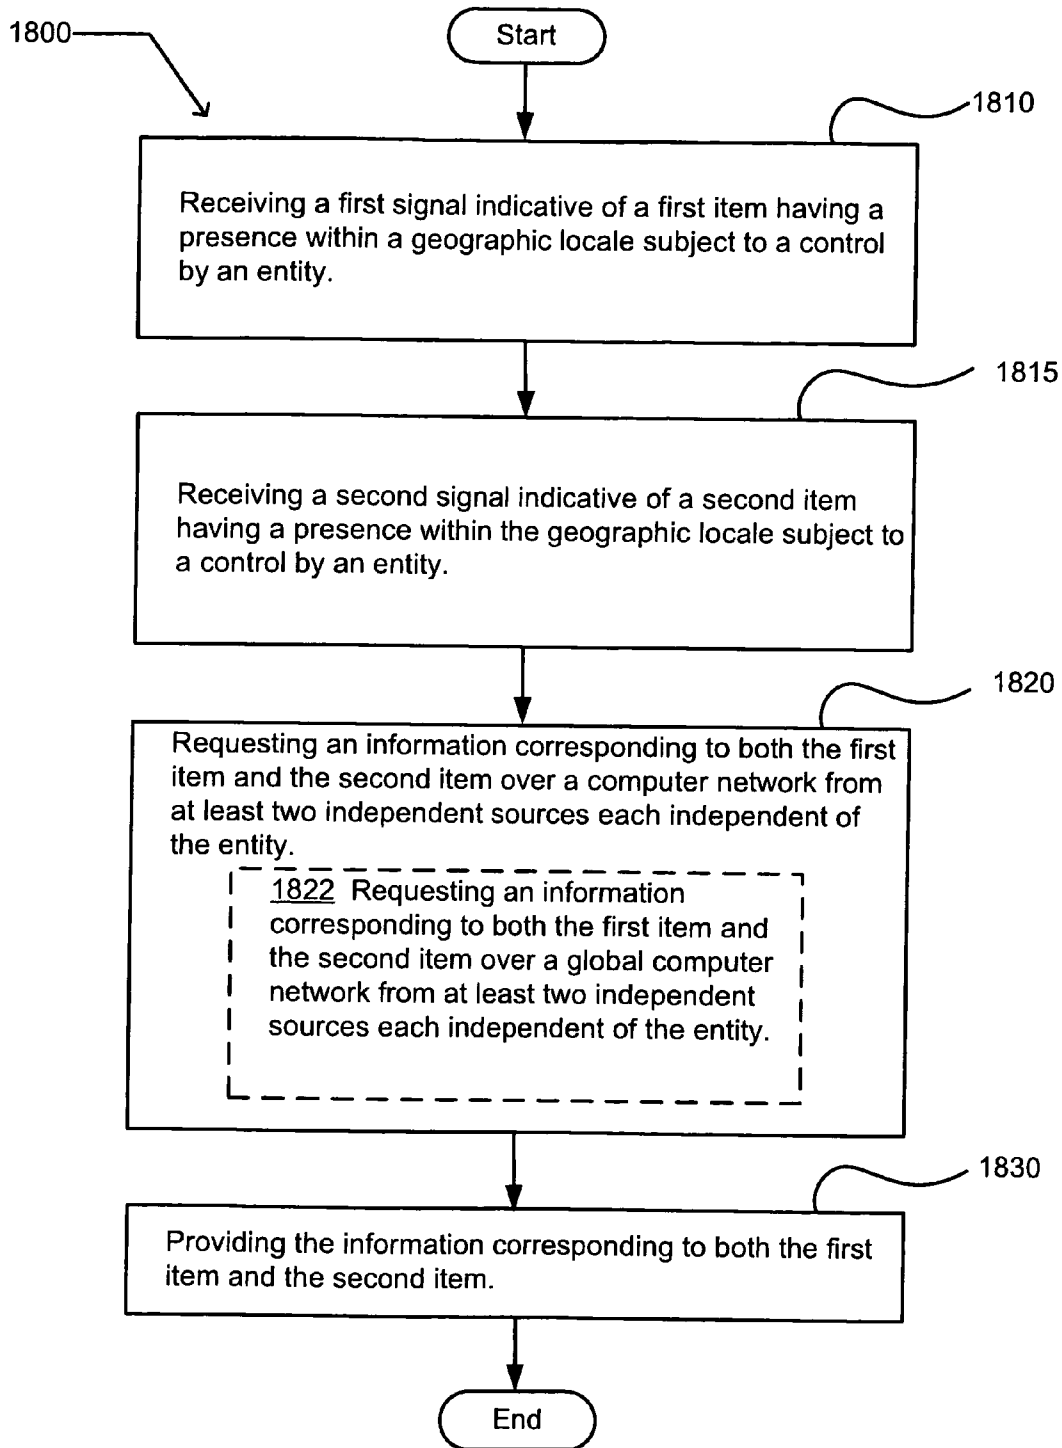 1800
Start
1810
Receiving a first signal indicative of a first item having a
presence within a geographic locale subject to a control
by an entity.
1815
Receiving a second signal indicative of a second item
having a presence within the geographic locale subject to
a control by an entity.
1820
Requesting an information corresponding to both the first
item and the second item over a computer network from
at least two independent sources each independent of
the entity.
1822 Requesting an information
corresponding to both the first item and
the second item over a global computer
network from at least two independent
sources each independent of the entity.
1830
Providing the information corresponding to both the first
item and the second item.
End